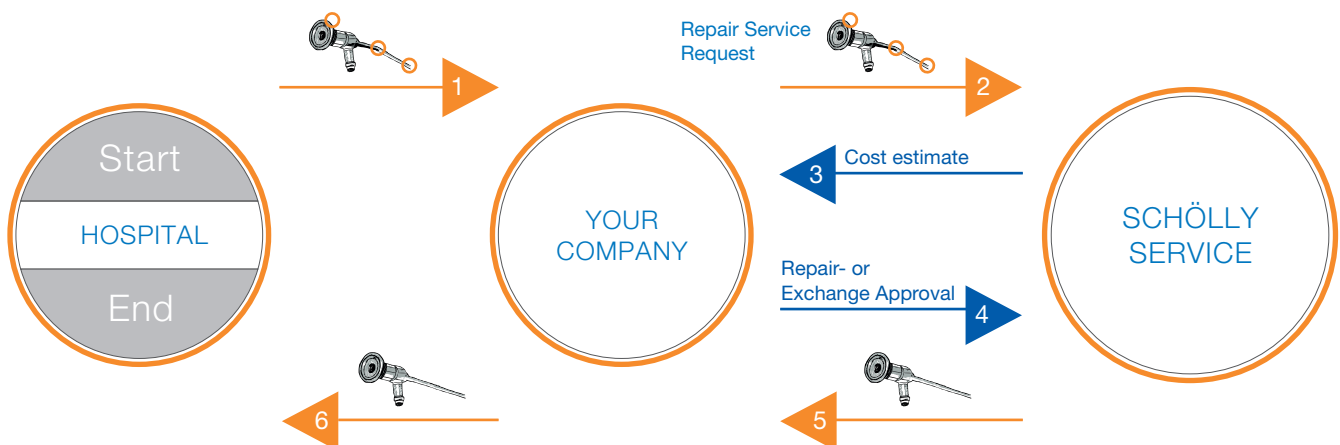 1
Repair Service
Request
2
Start
HOSPITAL
End
YOUR
COMPANY
3
Cost estimate
SCHÖLLY
SERVICE
Repair- or
Exchange Approval
4
6
5